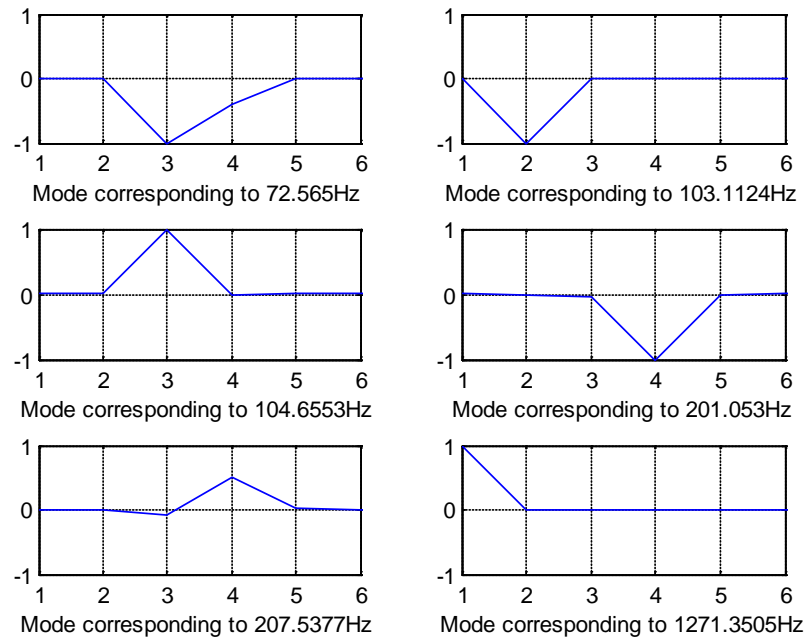 1
0
-1
1 2 3 4 5 6
Mode corresponding to 72.565Hz
1
0
-1
1 2 3 4 5 6
Mode corresponding to 103.1124Hz
1
0
-1
1 2 3 4 5 6
Mode corresponding to 104.6553Hz
1
0
-1
1 2 3 4 5 6
Mode corresponding to 201.053Hz
1
0
-1
1 2 3 4 5 6
Mode corresponding to 207.5377Hz
1
0
-1
1 2 3 4 5 6
Mode corresponding to 1271.3505Hz